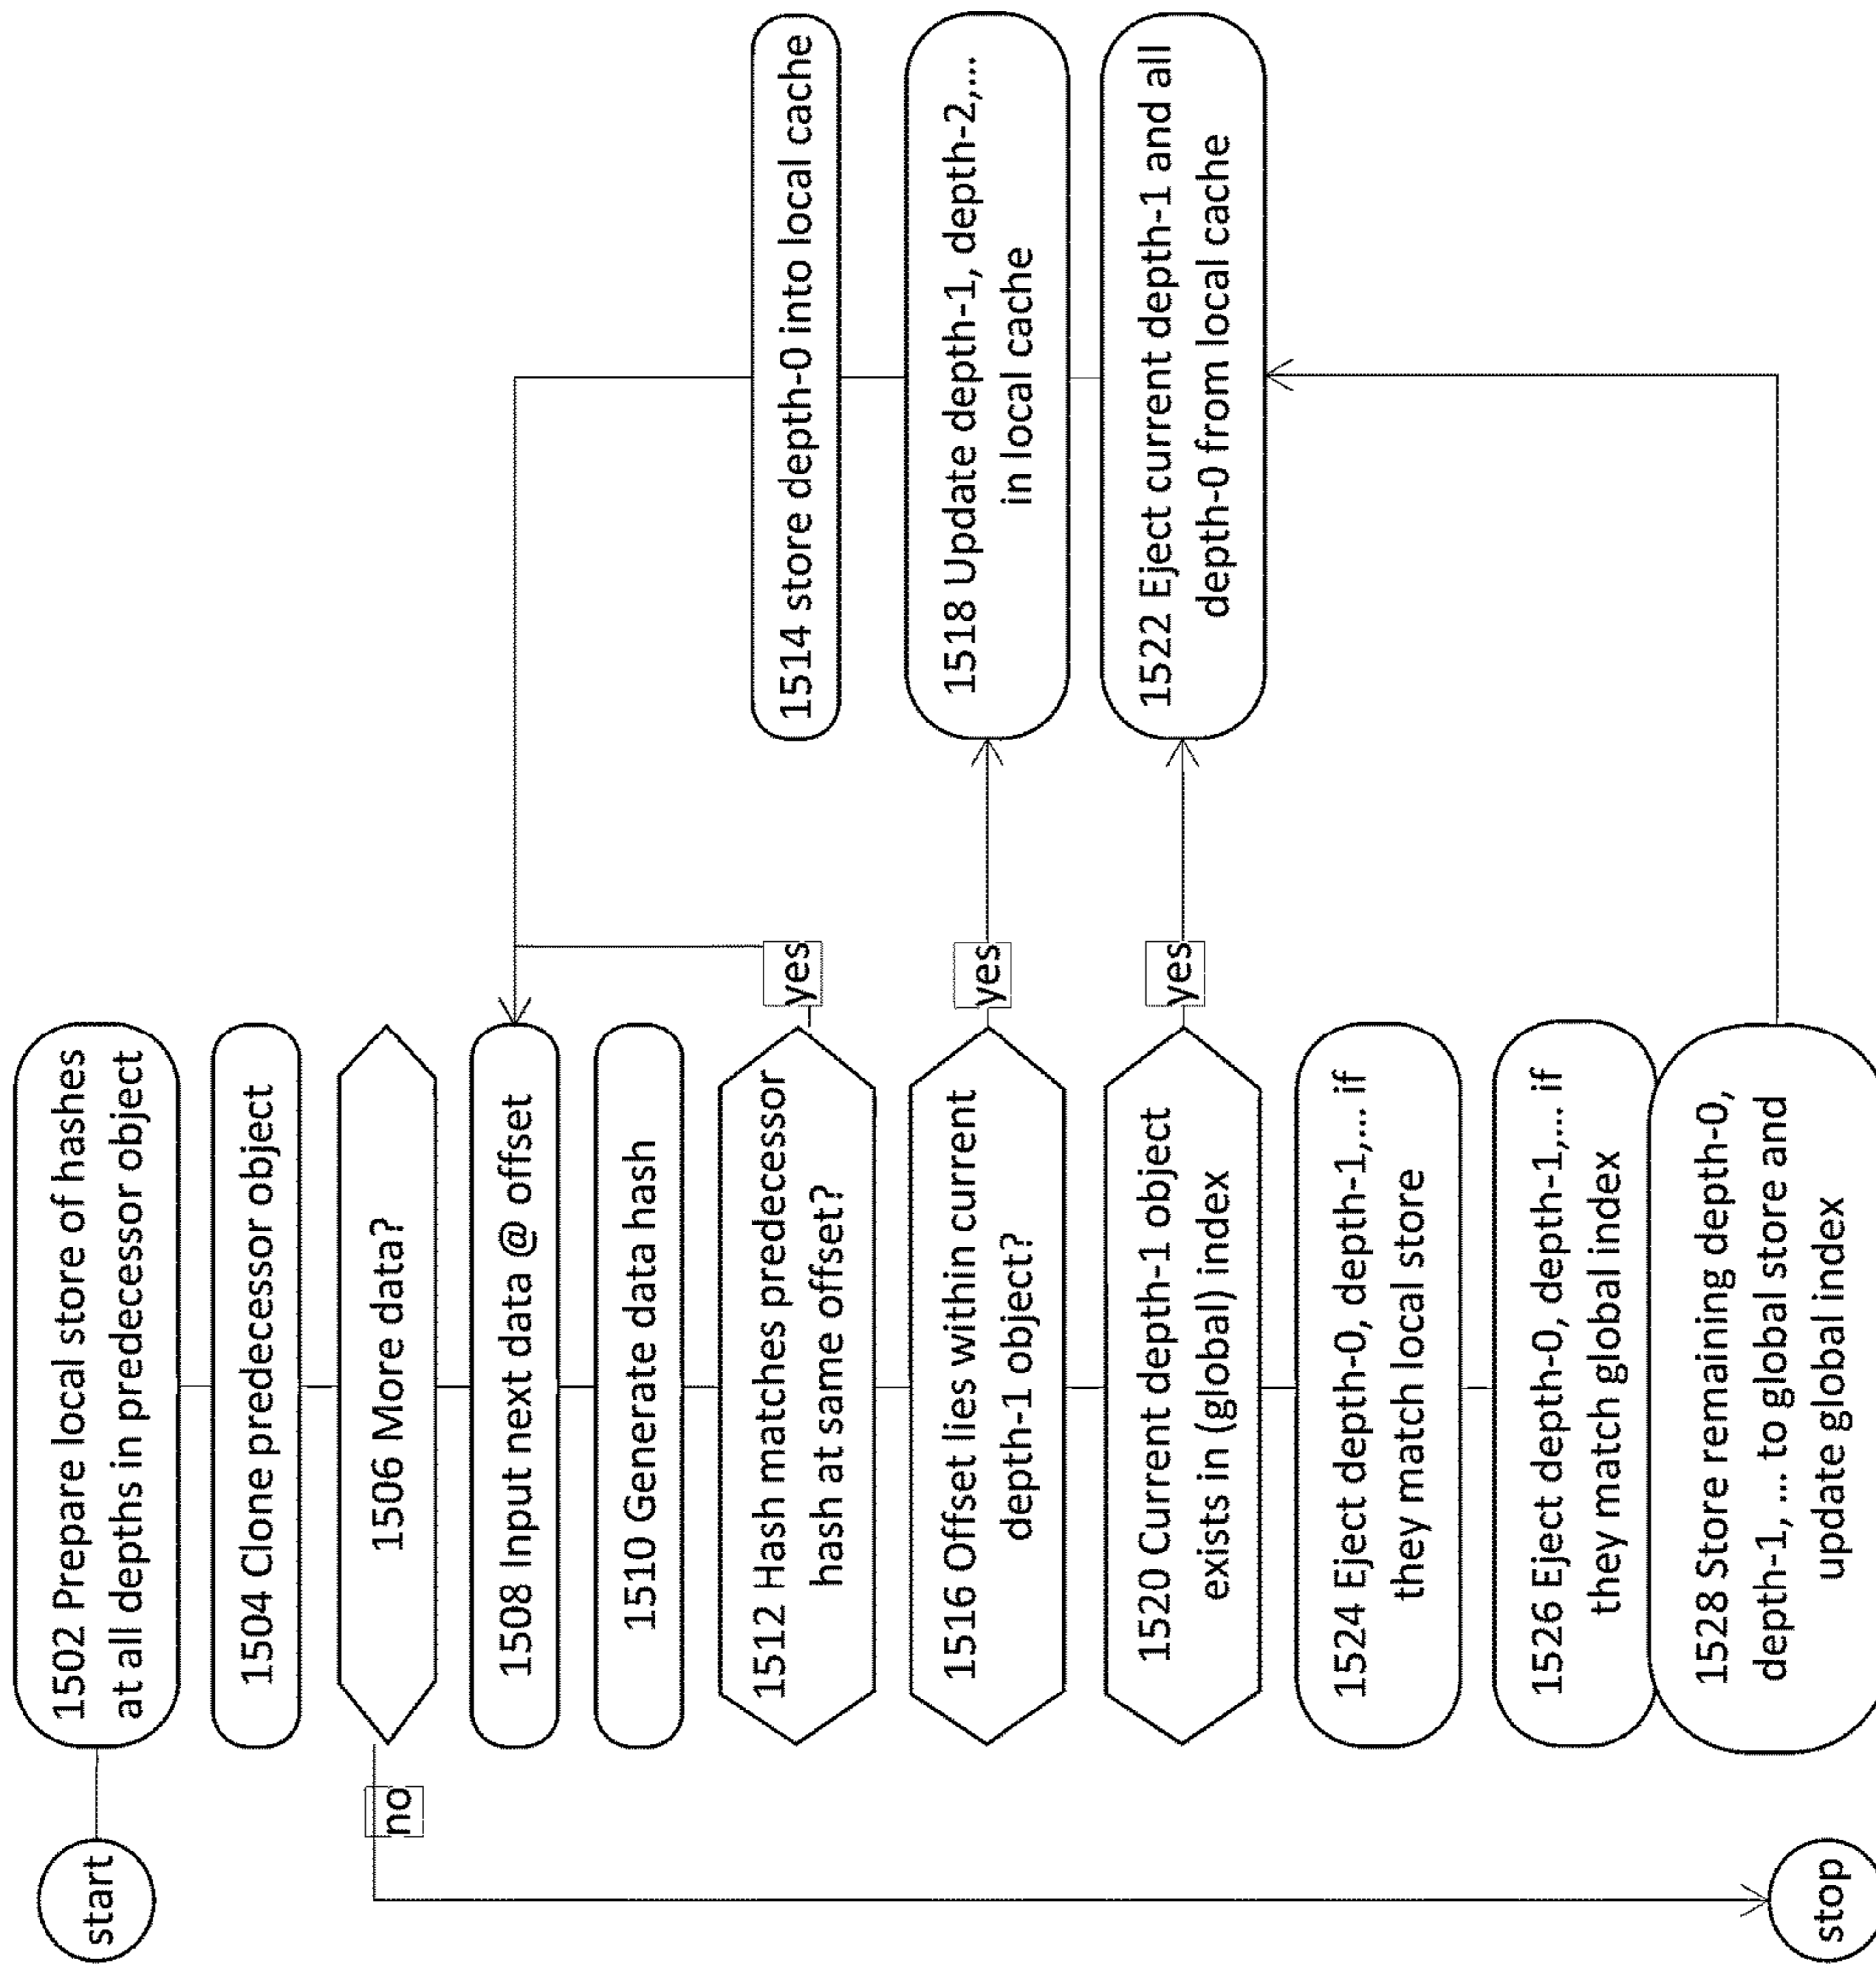 start
1502 Prepare local store of hashes
at all depths in predecessor object
1504 Clone predecessor object
1506 More data?
no
1508 Input next data @ offset
1510 Generate data hash
1512 Hash matches predecessor
hash at same offset?
yes
1514 store depth-0 into local cache
1516 Offset lies within current
depth-1 object?
yes
1518 Update depth-1, depth-2,...
in local cache
1520 Current depth-1 object
exists in (global) index
yes
1522 Eject current depth-1 and all
depth-0 from local cache
1524 Eject depth-0, depth-1,... if
they match local store
1526 Eject depth-0, depth-1,... if
they match global index
1528 Store remaining depth-0,
depth-1, ... to global store and
update global index
stop